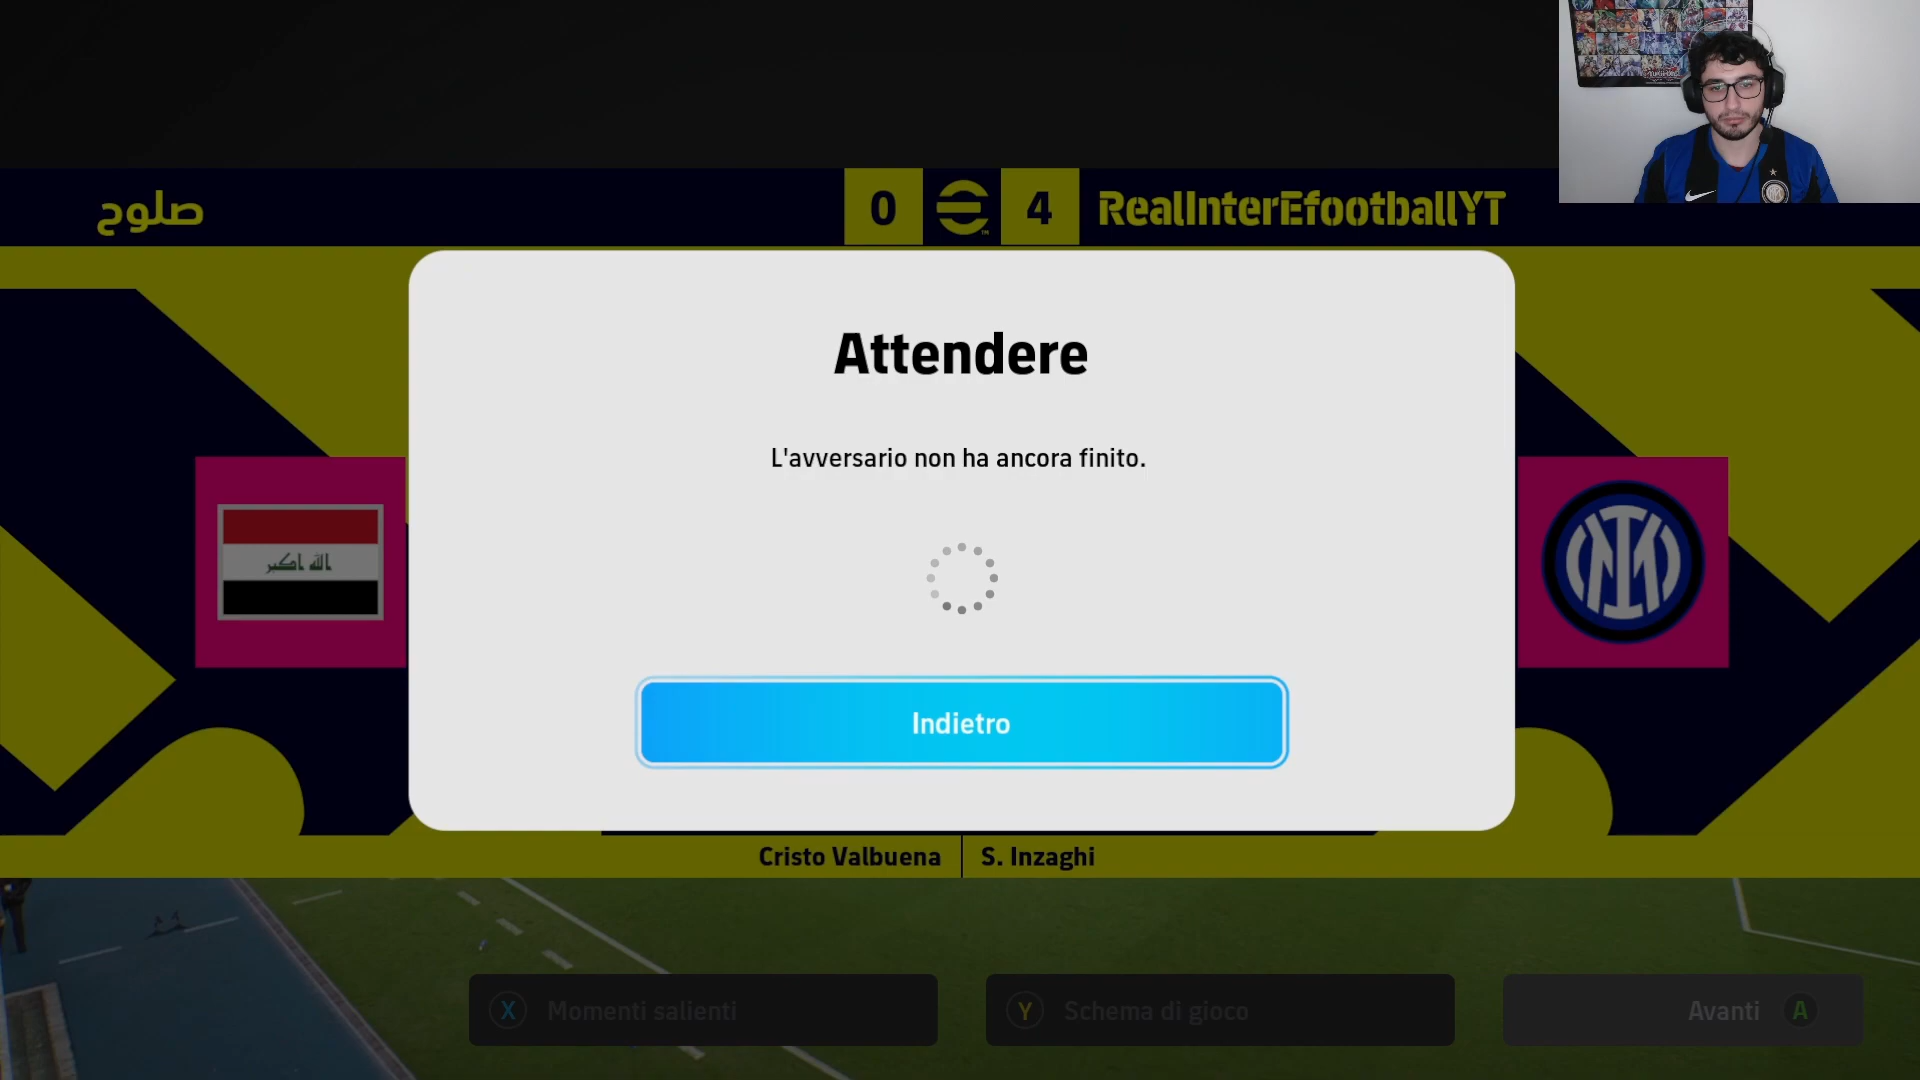 صلوح
0
4
RealInterEfootballYT
Attendere
L'avversario non ha ancora finito.
الله اكبر
Indietro
Cristo Valbuena
S. Inzaghi
X Momenti salienti
Y Schema di gioco
Avanti A